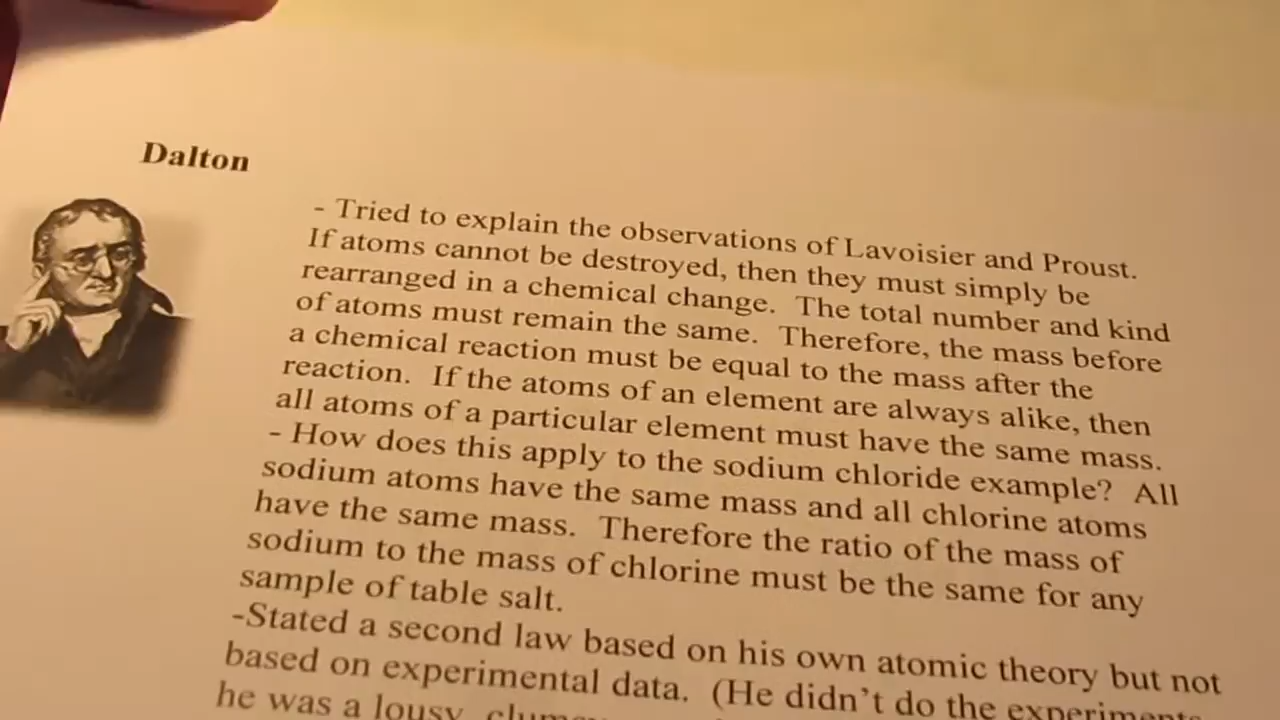 Dalton
- Tried to explain the observations of Lavoisier and Proust.
If atoms cannot be destroyed, then they must simply be
rearranged in a chemical change. The total number and kind
of atoms must remain the same. Therefore, the mass before
a chemical reaction must be equal to the mass after the
reaction. If the atoms of an element are always alike, then
all atoms of a particular element must have the same mass.
- How does this apply to the sodium chloride example? All
sodium atoms have the same mass and all chlorine atoms
have the same mass. Therefore the ratio of the mass of
sodium to the mass of chlorine must be the same for any
sample of table salt.
-Stated a second law based on his own atomic theory but not
based on experimental data. (He didn't do the experiments
he was a lousy,